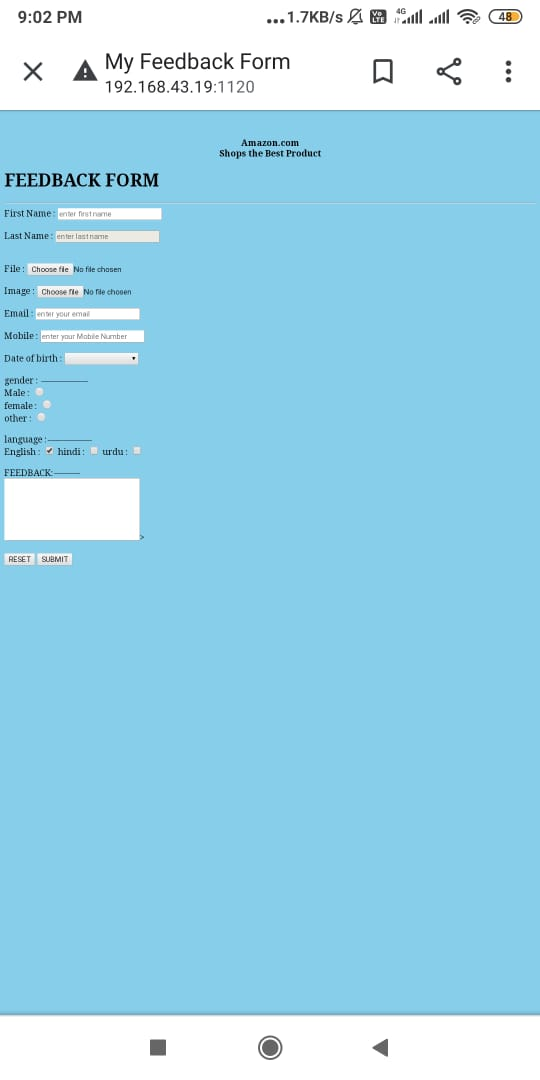 9:02 PM ...1.7KB/s Vo LTE 4G 48
My Feedback Form
192.168.43.19:1120
Amazon.com
Shops the Best Product
FEEDBACK FORM
First Name : enter first name
Last Name : enter last name
File : Choose file No file chosen
Image : Choose file No file chosen
Email : enter your email
Mobile : enter your Mobile Number
Date of birth :
gender : ----------------
Male :
female :
other :
language :---------------
English : hindi : urdu :
FEEDBACK:---------
>
RESET SUBMIT